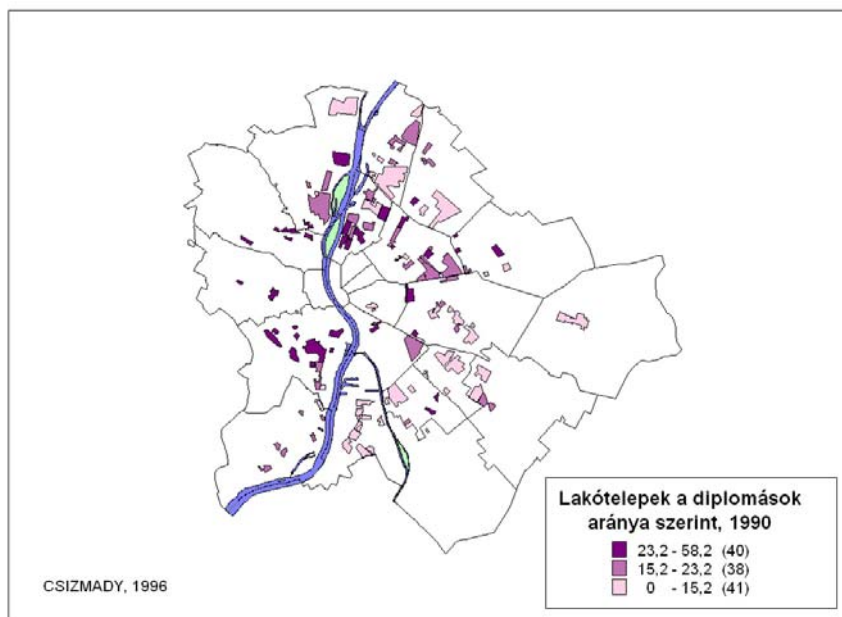 Lakótelepek a diplomások
aránya szerint, 1990
23,2 - 58,2 (40)
15,2 - 23,2 (38)
0 - 15,2 (41)
CSIZMADY, 1996